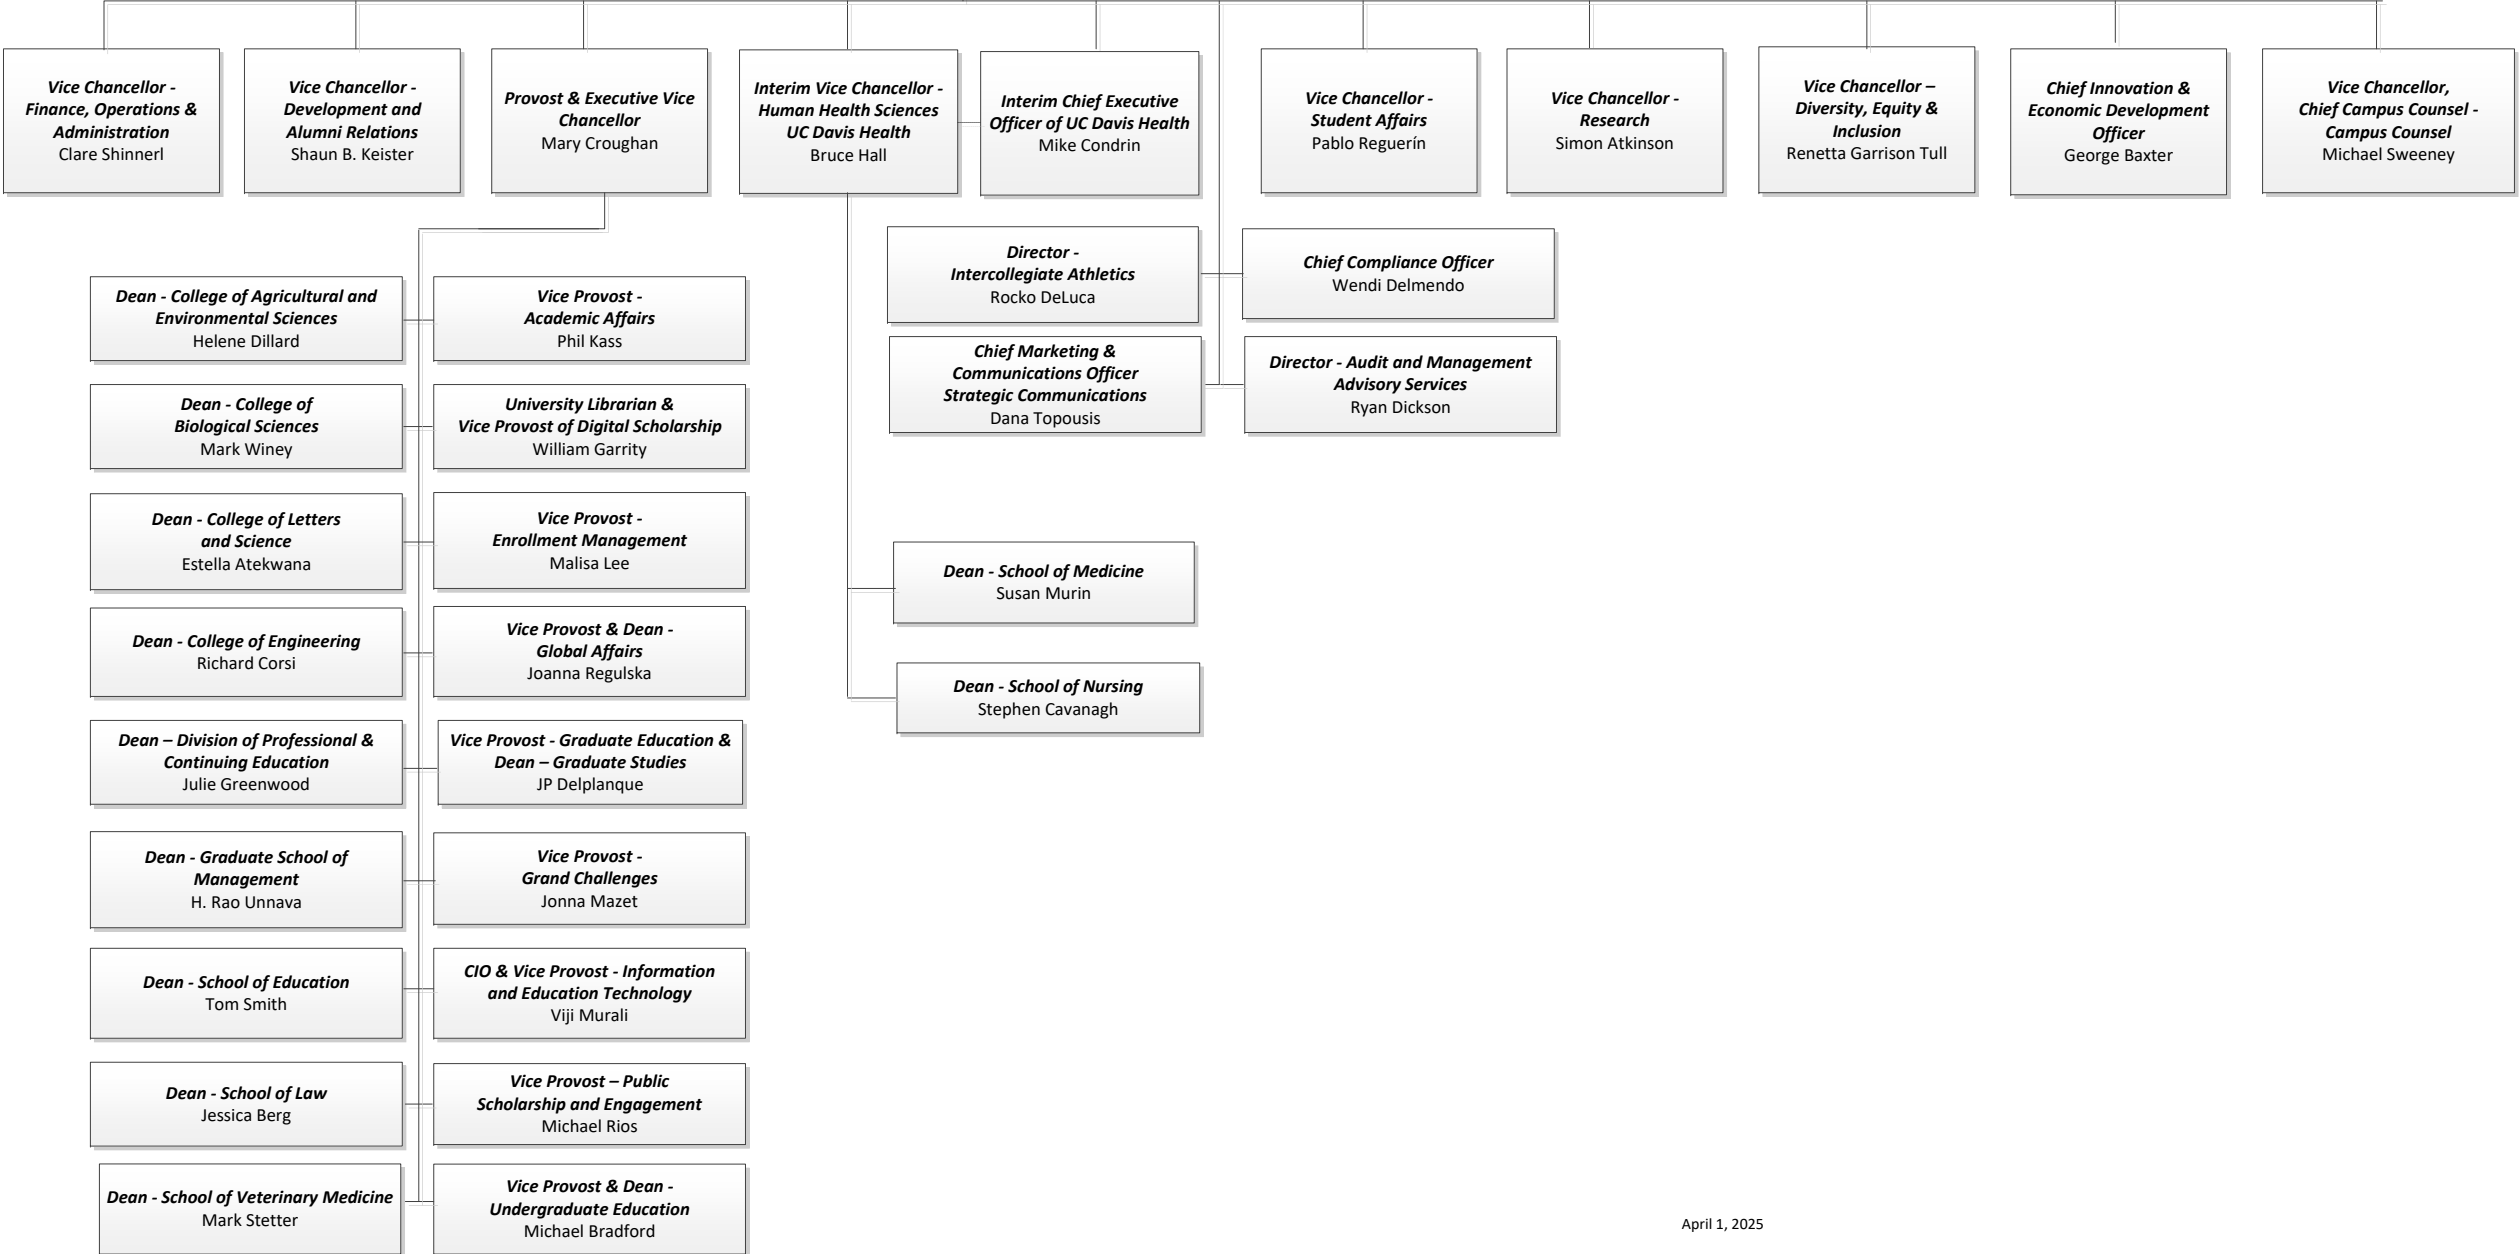 Vice Chancellor -
Finance, Operations &
Administration
Clare Shinnerl
Vice Chancellor -
Development and
Alumni Relations
Shaun B. Keister
Provost & Executive Vice
Chancellor
Mary Croughan
Interim Vice Chancellor -
Human Health Sciences
UC Davis Health
Bruce Hall
Interim Chief Executive
Officer of UC Davis Health
Mike Condrin
Vice Chancellor -
Student Affairs
Pablo Reguerín
Vice Chancellor -
Research
Simon Atkinson
Vice Chancellor –
Diversity, Equity &
Inclusion
Renetta Garrison Tull
Chief Innovation &
Economic Development
Officer
George Baxter
Vice Chancellor,
Chief Campus Counsel -
Campus Counsel
Michael Sweeney
Director -
Intercollegiate Athletics
Rocko DeLuca
Chief Compliance Officer
Wendi Delmendo
Chief Marketing &
Communications Officer
Strategic Communications
Dana Topousis
Director - Audit and Management
Advisory Services
Ryan Dickson
Dean - College of Agricultural and
Environmental Sciences
Helene Dillard
Vice Provost -
Academic Affairs
Phil Kass
Dean - College of
Biological Sciences
Mark Winey
University Librarian &
Vice Provost of Digital Scholarship
William Garrity
Dean - College of Letters
and Science
Estella Atekwana
Vice Provost -
Enrollment Management
Malisa Lee
Dean - School of Medicine
Susan Murin
Dean - College of Engineering
Richard Corsi
Vice Provost & Dean -
Global Affairs
Joanna Regulska
Dean - School of Nursing
Stephen Cavanagh
Dean – Division of Professional &
Continuing Education
Julie Greenwood
Vice Provost - Graduate Education &
Dean – Graduate Studies
JP Delplanque
Dean - Graduate School of
Management
H. Rao Unnava
Vice Provost -
Grand Challenges
Jonna Mazet
Dean - School of Education
Tom Smith
CIO & Vice Provost - Information
and Education Technology
Viji Murali
Dean - School of Law
Jessica Berg
Vice Provost – Public
Scholarship and Engagement
Michael Rios
Dean - School of Veterinary Medicine
Mark Stetter
Vice Provost & Dean -
Undergraduate Education
Michael Bradford
April 1, 2025